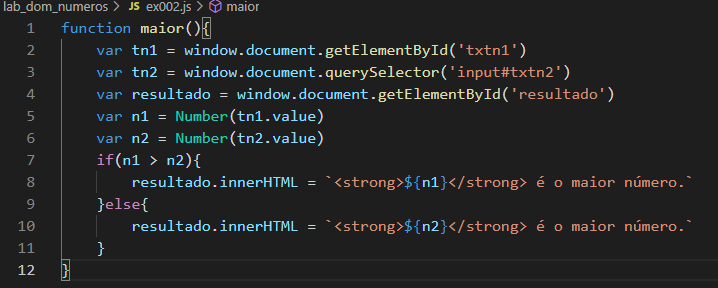 lab_dom_numeros > JS ex002.js > maior
1 function maior(){
2     var tn1 = window.document.getElementById('txtn1')
3     var tn2 = window.document.querySelector('input#txtn2')
4     var resultado = window.document.getElementById('resultado')
5     var n1 = Number(tn1.value)
6     var n2 = Number(tn2.value)
7     if(n1 > n2){
8         resultado.innerHTML = `<strong>${n1}</strong> é o maior número.`
9     }else{
10         resultado.innerHTML = `<strong>${n2}</strong> é o maior número.`
11     }
12 }